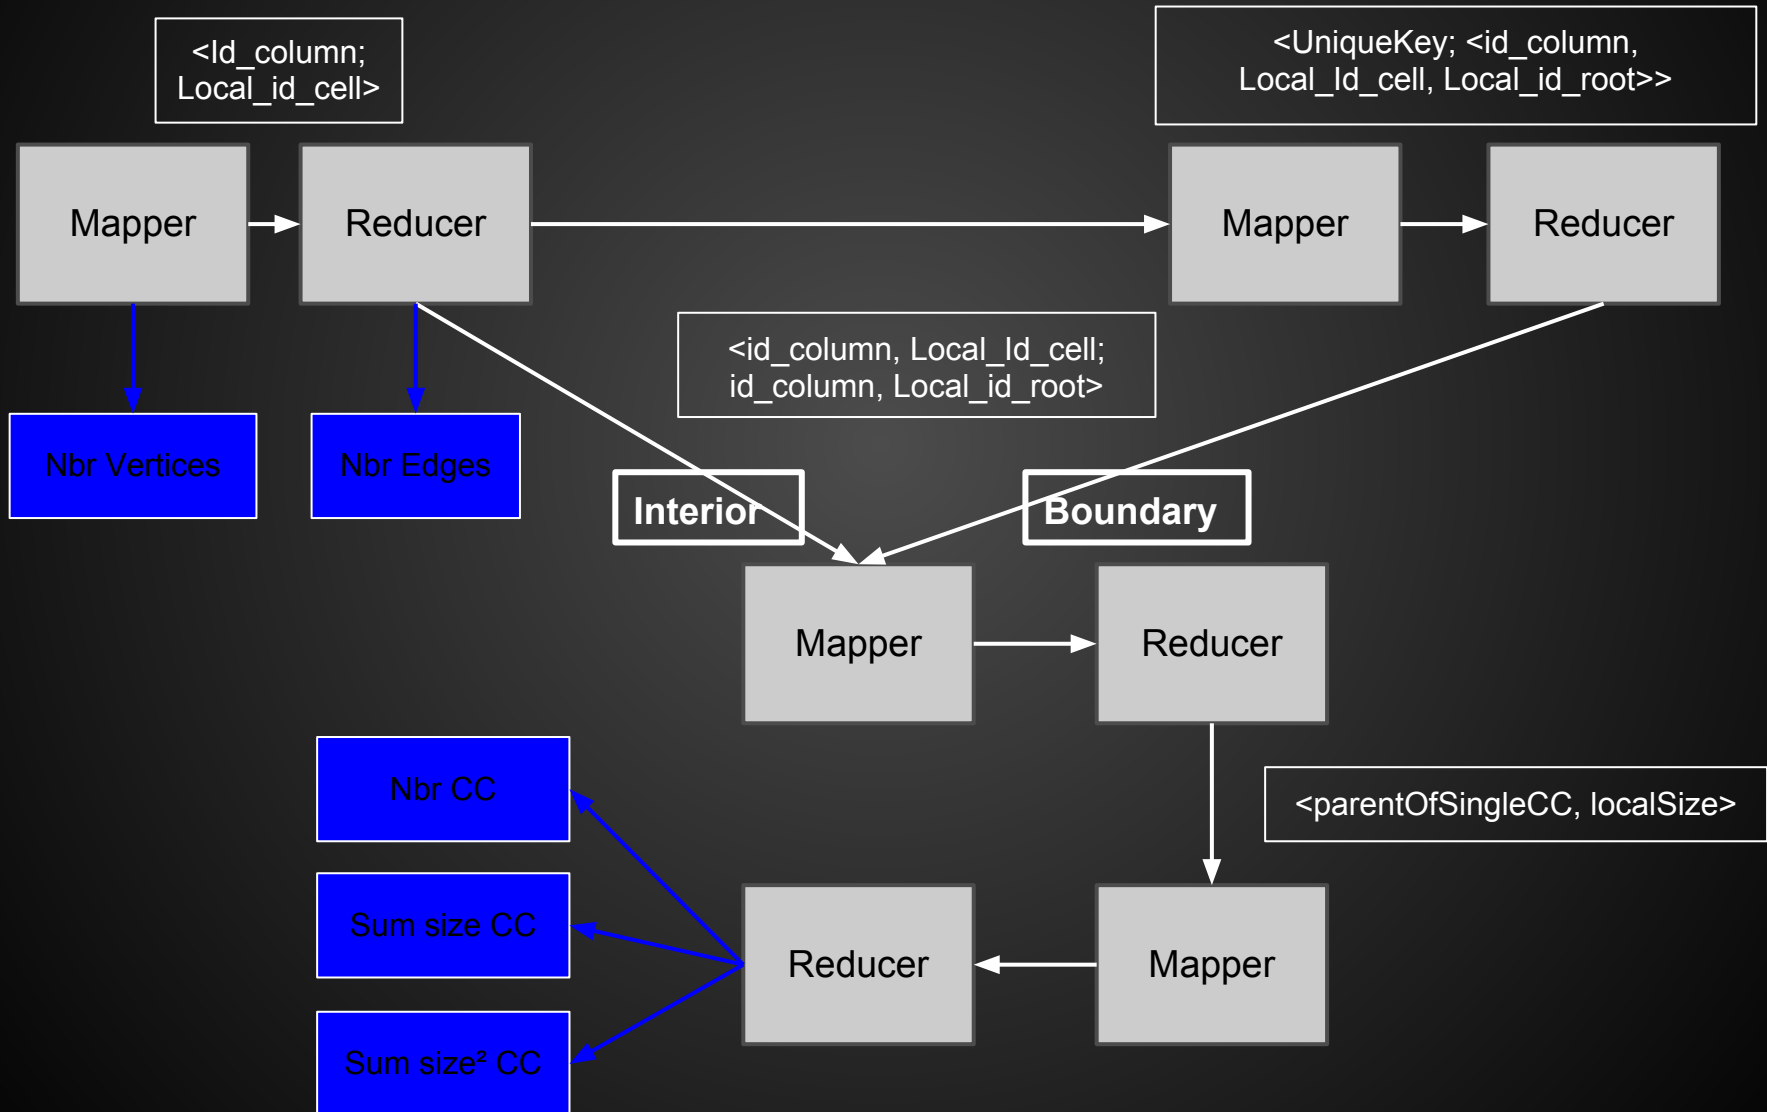 <Id_column;
Local_id_cell>
<UniqueKey; <id_column,
Local_Id_cell, Local_id_root>>
Mapper
Reducer
Mapper
Reducer
<id_column, Local_Id_cell;
id_column, Local_id_root>
Nbr Vertices
Nbr Edges
Interior
Boundary
Mapper
Reducer
Nbr CC
<parentOfSingleCC, localSize>
Sum size CC
Reducer
Mapper
Sum size² CC